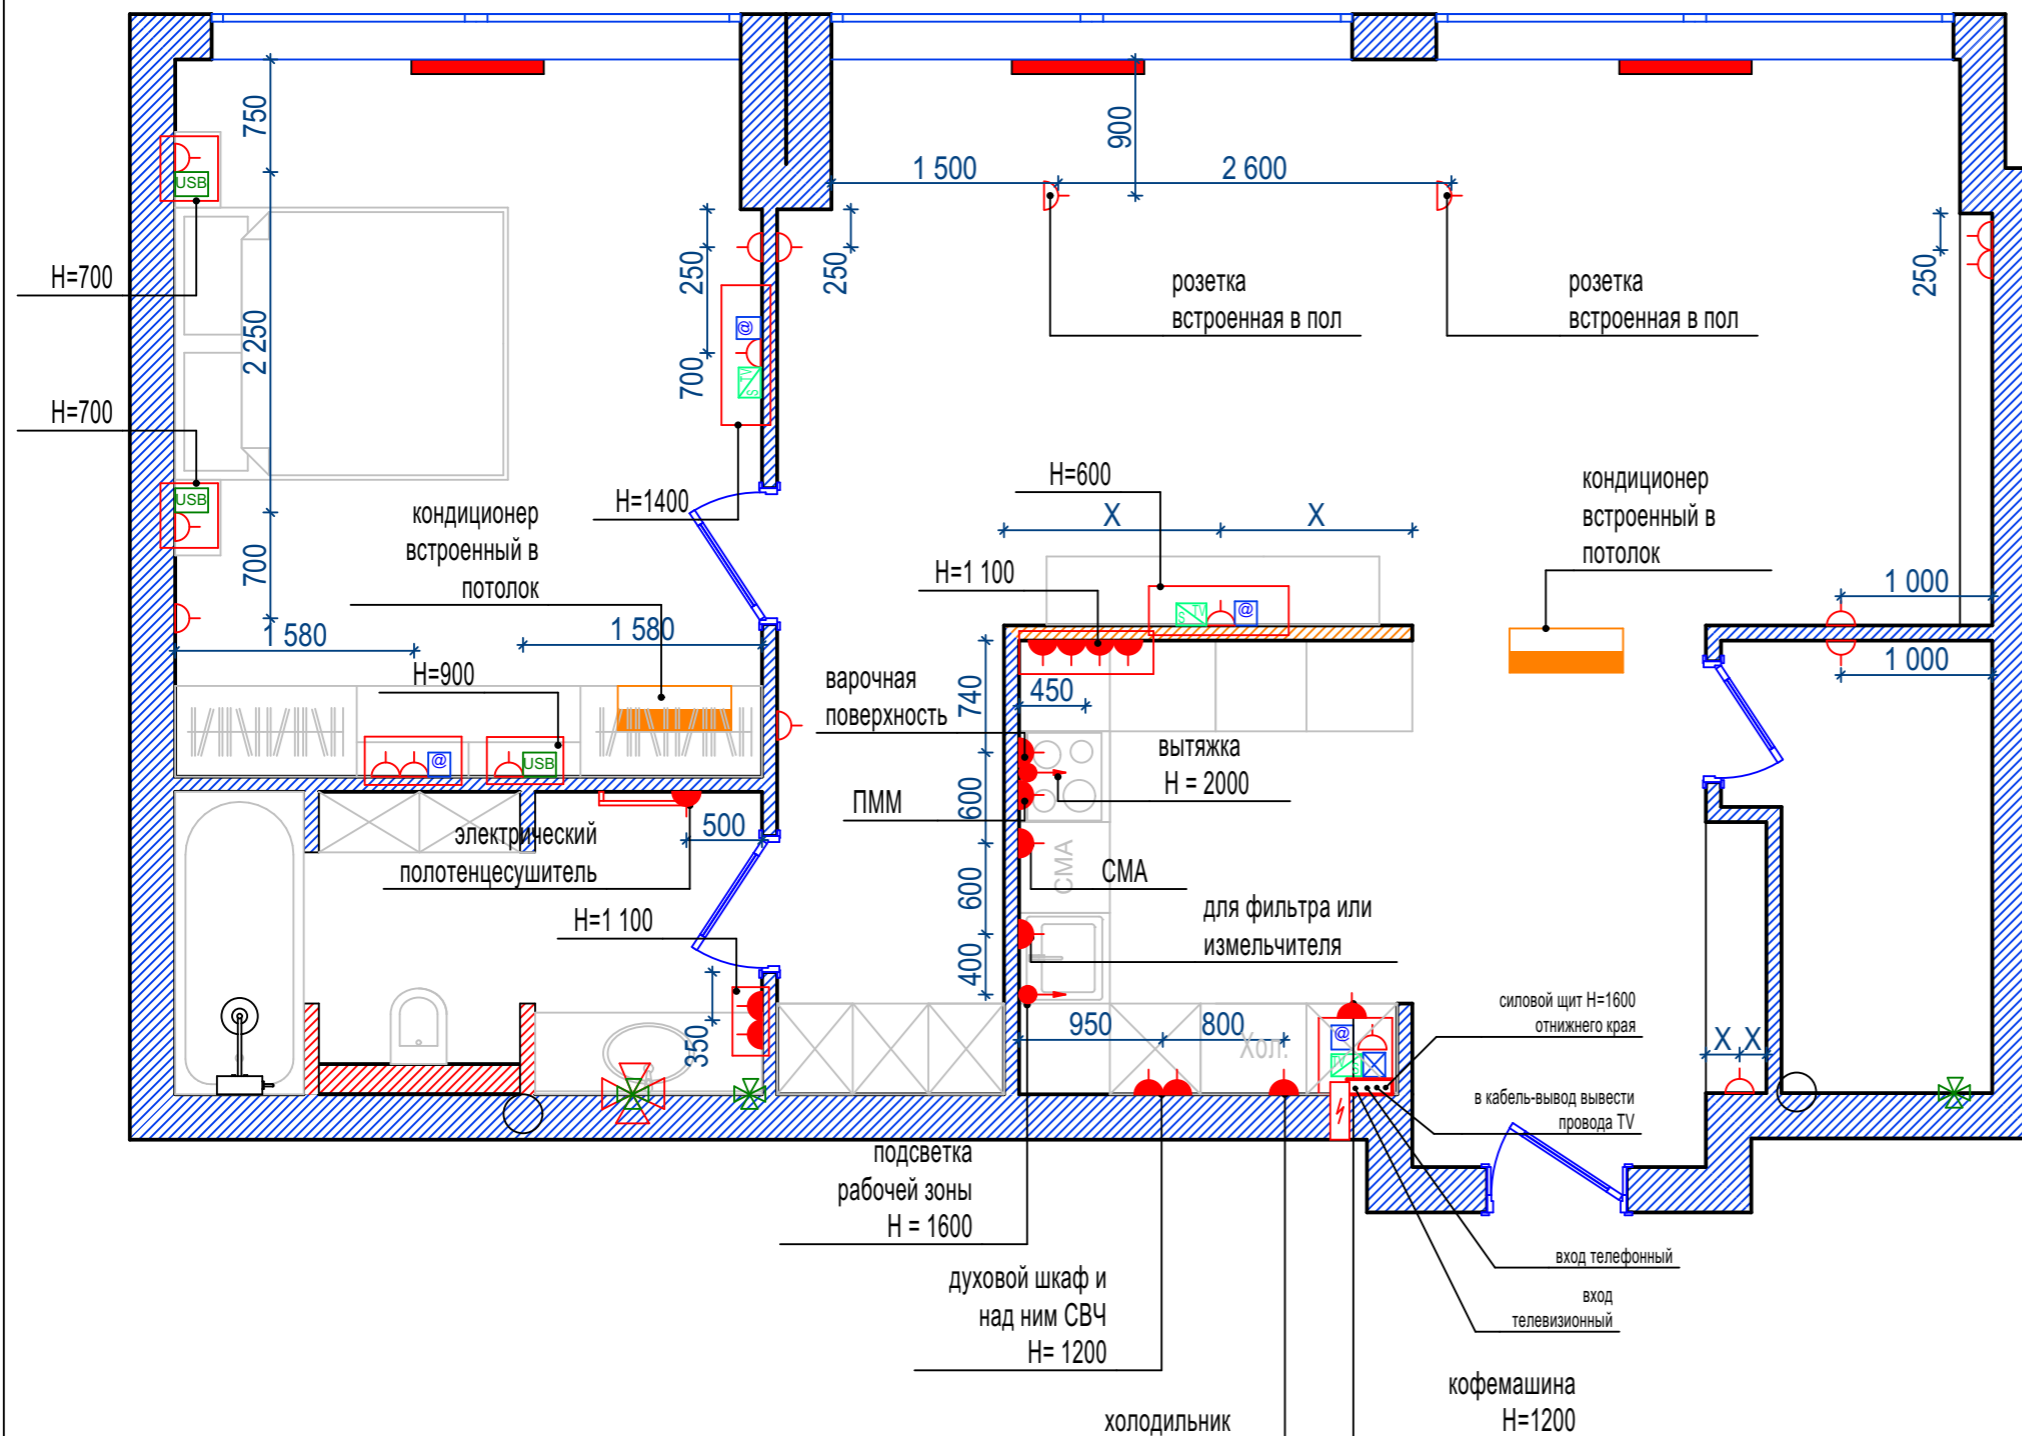 750
900
1 500
2 600
USB
250
250
250
H=700
розетка
встроенная в пол
розетка
встроенная в пол
@
2 250
700
TV
S
H=700
USB
H=600
кондиционер
встроенный в
потолок
H=1400
кондиционер
встроенный в
потолок
X
X
700
H=1 100
1 000
S
TV
@
1 580
1 580
1 000
H=900
варочная
поверхность
740
450
@
USB
вытяжка
H = 2000
ПММ
600
500
электрический
полотенцесушитель
СМА
СМА
600
H=1 100
для фильтра или
измельчителя
400
силовой щит H=1600
отнижнего края
350
950
800
Хол.
@
TV
X
X
в кабель-вывод вывести
провода TV
подсветка
рабочей зоны
H = 1600
вход телефонный
духовой шкаф и
над ним СВЧ
H= 1200
вход
телевизионный
кофемашина
H=1200
холодильник